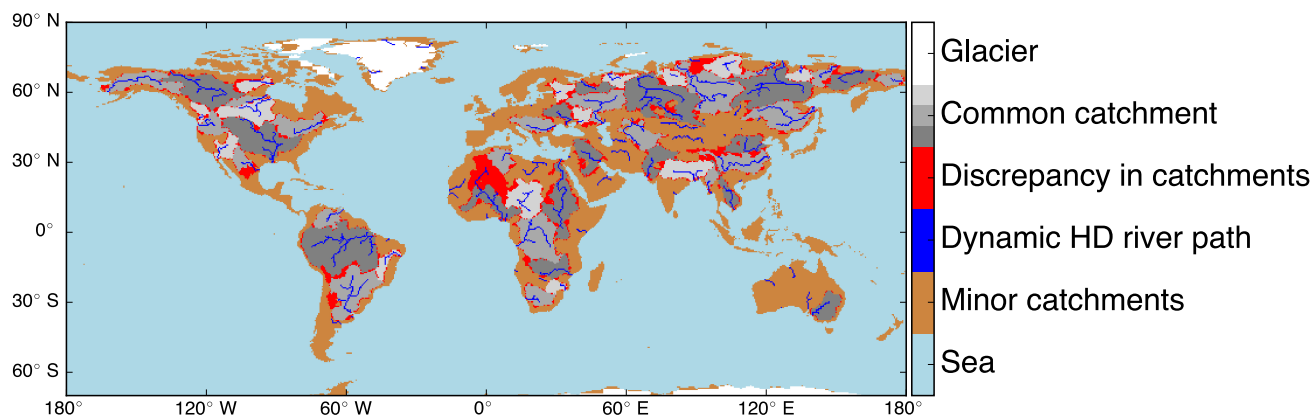 90° N
60° N
30° N
0°
30° S
60° S
180°
120° W
60° W
0°
60° E
120° E
180°
Glacier
Common catchment
Discrepancy in catchments
Dynamic HD river path
Minor catchments
Sea